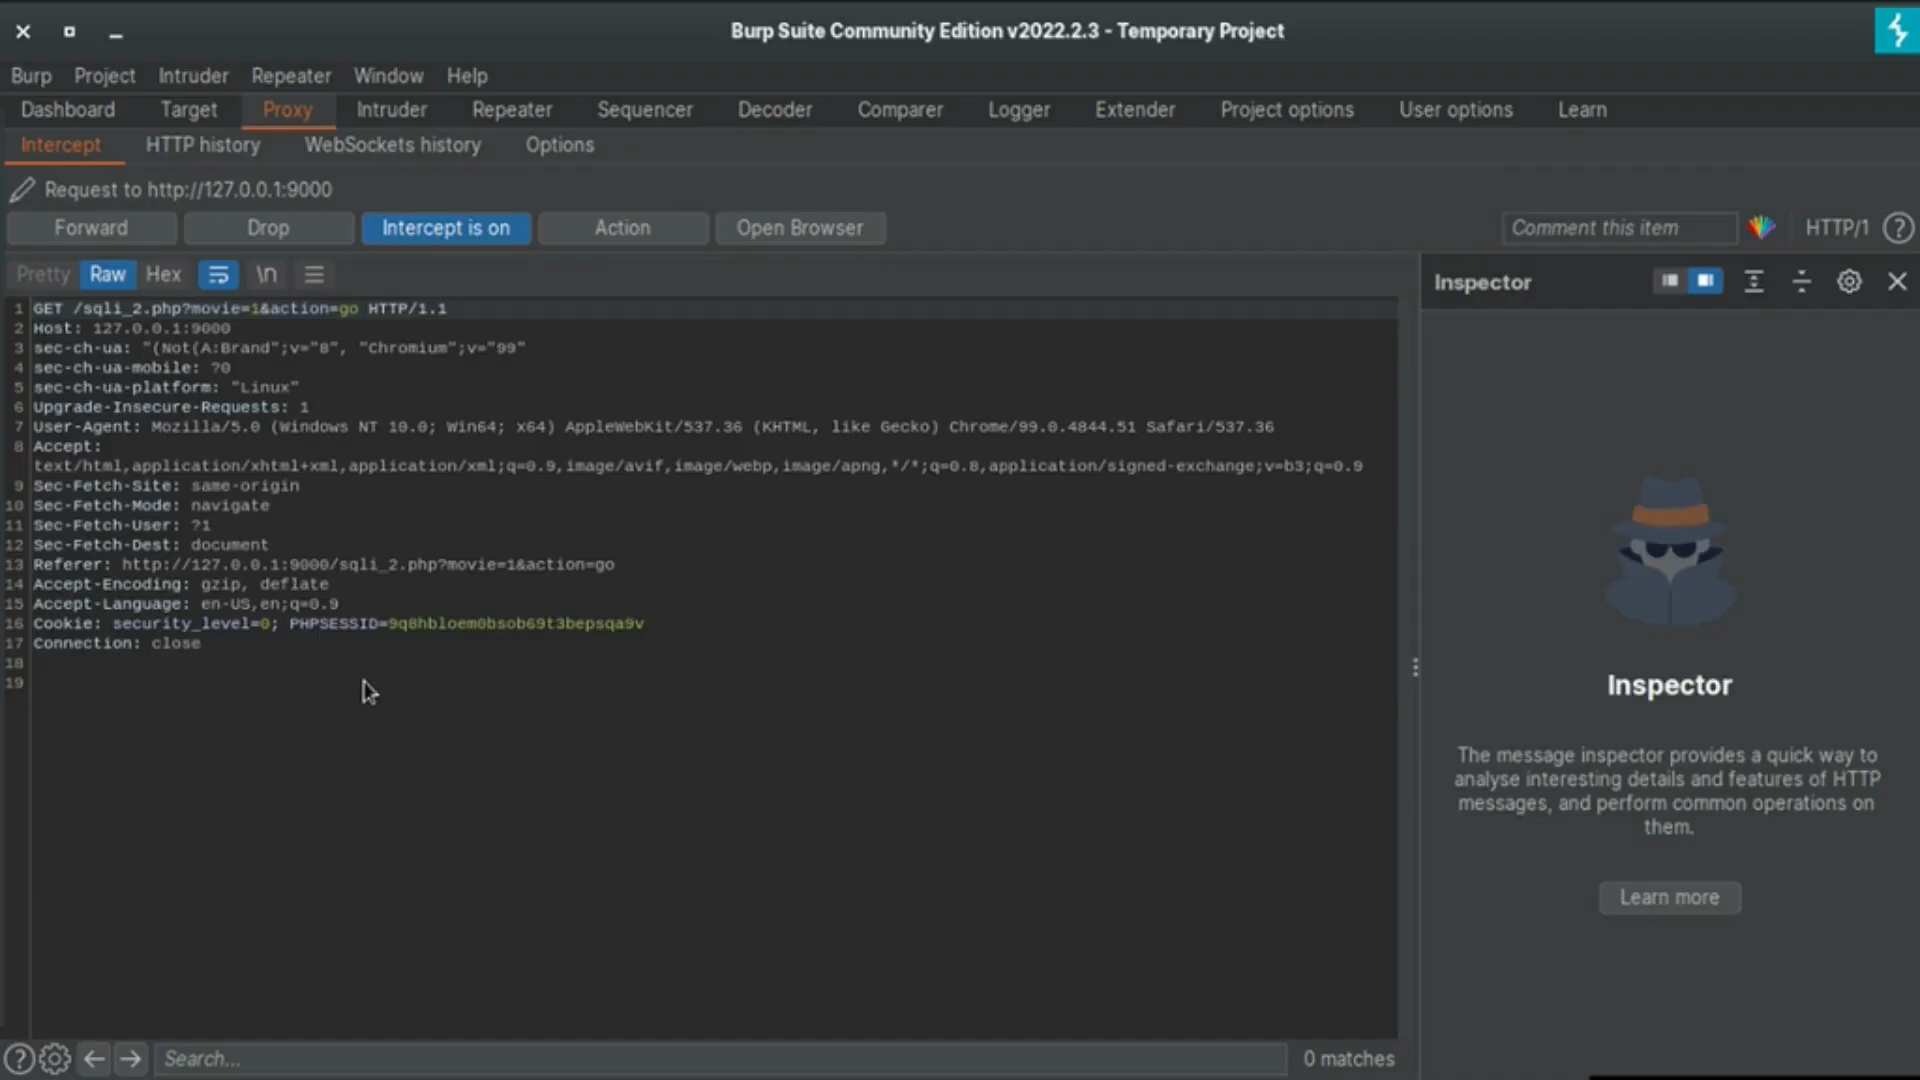 Burp Suite Community Edition v2022.2.3 - Temporary Project
Burp Project Intruder Repeater Window Help
Dashboard Target Proxy Intruder Repeater Sequencer Decoder Comparer Logger Extender Project options User options Learn
Intercept HTTP history WebSockets history Options
Request to http://127.0.0.1:9000
Forward Drop Intercept is on Action Open Browser Comment this item HTTP/1 ?
Pretty Raw Hex \n
Inspector
1 GET /sqli_2.php?movie=1&action=go HTTP/1.1
2 Host: 127.0.0.1:9000
3 sec-ch-ua: "(Not(A:Brand";v="8", "Chromium";v="99"
4 sec-ch-ua-mobile: ?0
5 sec-ch-ua-platform: "Linux"
6 Upgrade-Insecure-Requests: 1
7 User-Agent: Mozilla/5.0 (Windows NT 10.0; Win64; x64) AppleWebKit/537.36 (KHTML, like Gecko) Chrome/99.0.4844.51 Safari/537.36
8 Accept:
text/html,application/xhtml+xml,application/xml;q=0.9,image/avif,image/webp,image/apng,*/*;q=0.8,application/signed-exchange;v=b3;q=0.9
9 Sec-Fetch-Site: same-origin
10 Sec-Fetch-Mode: navigate
11 Sec-Fetch-User: ?1
12 Sec-Fetch-Dest: document
13 Referer: http://127.0.0.1:9000/sqli_2.php?movie=1&action=go
14 Accept-Encoding: gzip, deflate
15 Accept-Language: en-US,en;q=0.9
16 Cookie: security_level=0; PHPSESSID=9q8hbloem0bsob69t3bepsqa9v
17 Connection: close
18
19
Inspector
The message inspector provides a quick way to
analyse interesting details and features of HTTP
messages, and perform common operations on
them.
Learn more
? Search... 0 matches